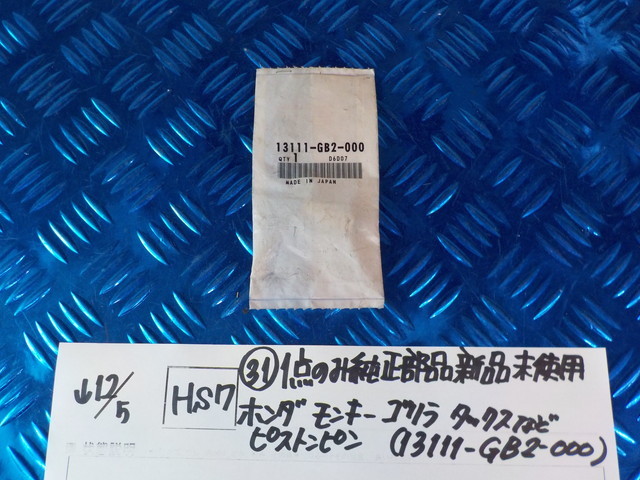 13111-GB2-000
QTY 1 D6007
MADE IN JAPAN
↓12/5
HS7
㉛1点のみ純正部品新品未使用
ホンダ モンキー ゴリラ タックスなど
ピストンピン (13111-GB2-000)